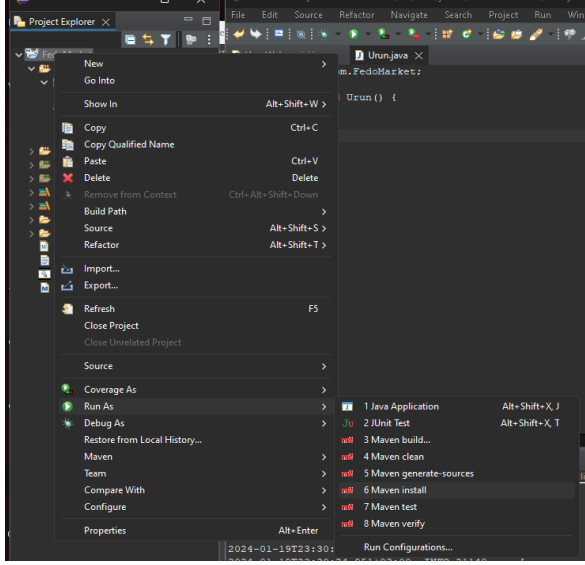 File Edit Source Refactor Navigate Search Project Run Win
Project Explorer
Urun.java
New
Go Into
Show In Alt+Shift+W
Copy Ctrl+C
Copy Qualified Name
Paste Ctrl+V
Delete Delete
Remove from Context Ctrl+Alt+Shift+Down
Build Path
Source Alt+Shift+S
Refactor Alt+Shift+T
Import...
Export...
Refresh F5
Close Project
Close Unrelated Project
Source
Coverage As
Run As
Debug As
Restore from Local History...
Maven
Team
Compare With
Configure
Properties Alt+Enter
om.FedoMarket;
Urun() {
1 Java Application Alt+Shift+X, J
2 JUnit Test Alt+Shift+X, T
3 Maven build...
4 Maven clean
5 Maven generate-sources
6 Maven install
7 Maven test
8 Maven verify
Run Configurations...
2024-01-19T23:30: